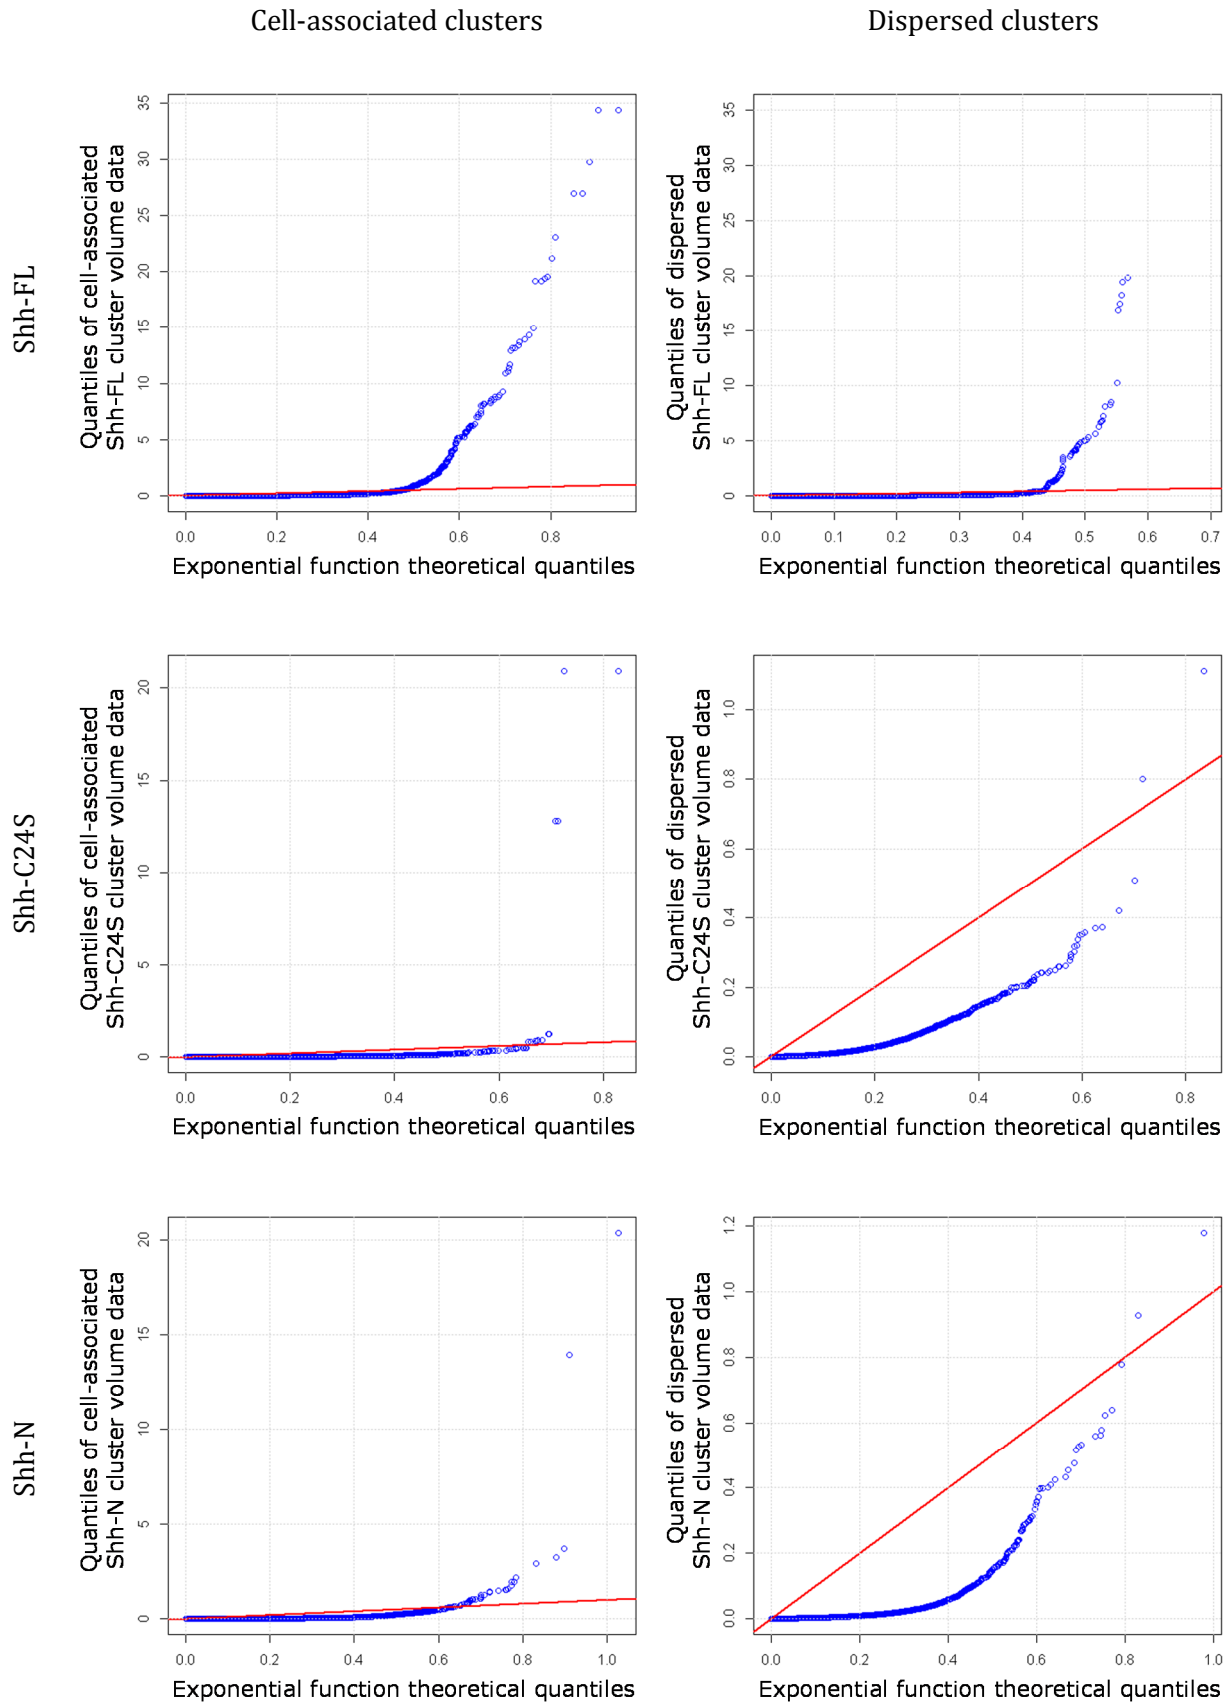 Cell-associated clusters
Dispersed clusters
Shh-FL
Quantiles of cell-associated
Shh-FL cluster volume data
35
30
25
20
15
10
5
0
0.0 0.2 0.4 0.6 0.8
Exponential function theoretical quantiles
Quantiles of dispersed
Shh-FL cluster volume data
35
30
25
20
15
10
5
0
0.0 0.1 0.2 0.3 0.4 0.5 0.6 0.7
Exponential function theoretical quantiles
Shh-C24S
Quantiles of cell-associated
Shh-C24S cluster volume data
20
15
10
5
0
0.0 0.2 0.4 0.6 0.8
Exponential function theoretical quantiles
Quantiles of dispersed
Shh-C24S cluster volume data
1.0
0.8
0.6
0.4
0.2
0.0
0.0 0.2 0.4 0.6 0.8
Exponential function theoretical quantiles
Shh-N
Quantiles of cell-associated
Shh-N cluster volume data
20
15
10
5
0
0.0 0.2 0.4 0.6 0.8 1.0
Exponential function theoretical quantiles
Quantiles of dispersed
Shh-N cluster volume data
1.2
1.0
0.8
0.6
0.4
0.2
0.0
0.0 0.2 0.4 0.6 0.8 1.0
Exponential function theoretical quantiles